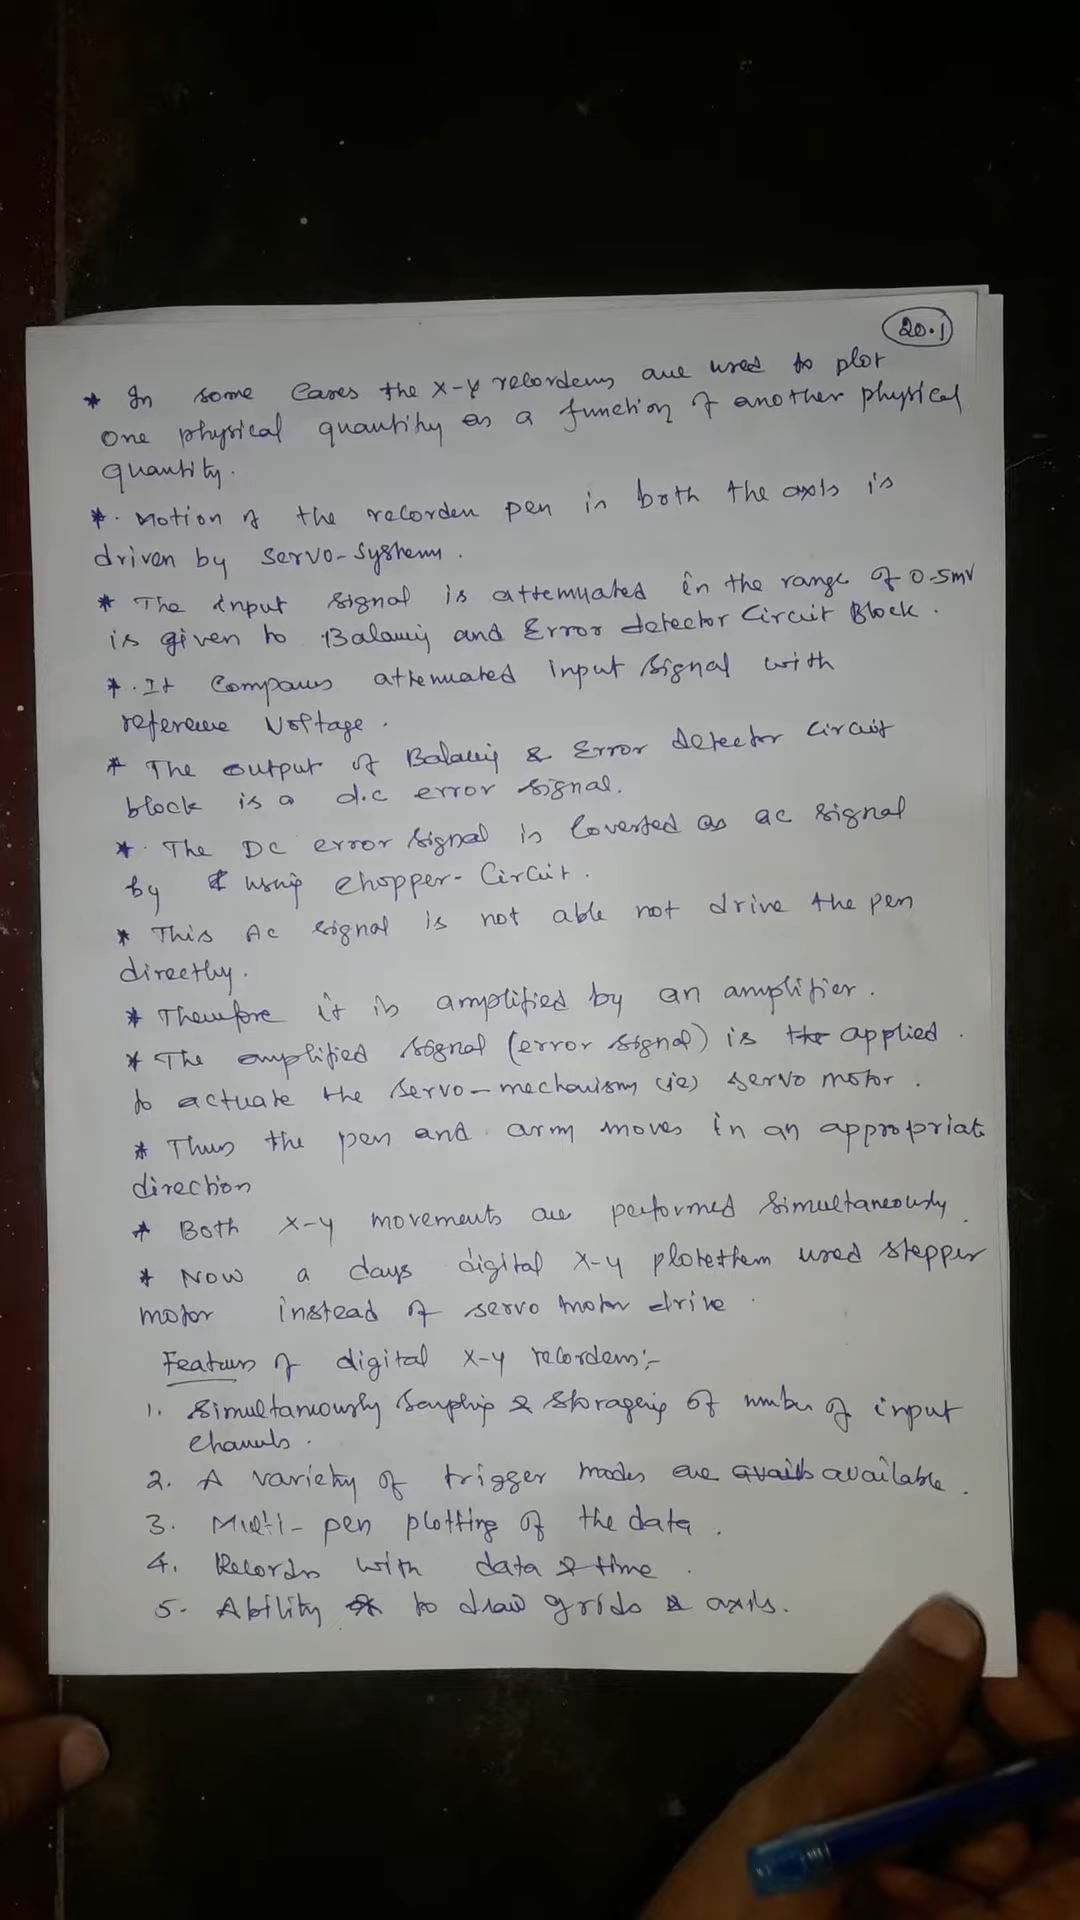 20.1
* In some cases the X-Y recorders are used to plot
one physical quantity as a function of another physical
quantity.
* Motion of the recorder pen in both the axis is
driven by servo-systems.
* The input signal is attenuated in the range of 0-5mV
is given to Balancing and Error detector Circuit Block.
* It compares attenuated input signal with
reference voltage.
* The output of Balancing & Error detector circuit
block is a d.c error signal.
* The DC error signal is coverted as ac signal
by using chopper-circuit.
* This AC signal is not able not drive the pen
directly.
* Therefore it is amplified by an amplifier.
* The amplified signal (error signal) is applied
to actuate the servo-mechanism (ie) servo motor.
* Thus the pen and arm moves in an appropriate
direction
* Both X-Y movements are performed simultaneously.
* Now a days digital X-Y used stepper
motor instead of servo motor drive
Features of digital X-Y recorders:-
1. Simultaneously sampling & storageing of number of input
channels.
2. A variety of trigger modes are available.
3. Multi-pen plotting of the data.
4. Records with data & time.
5. Ability to draw grids & axis.